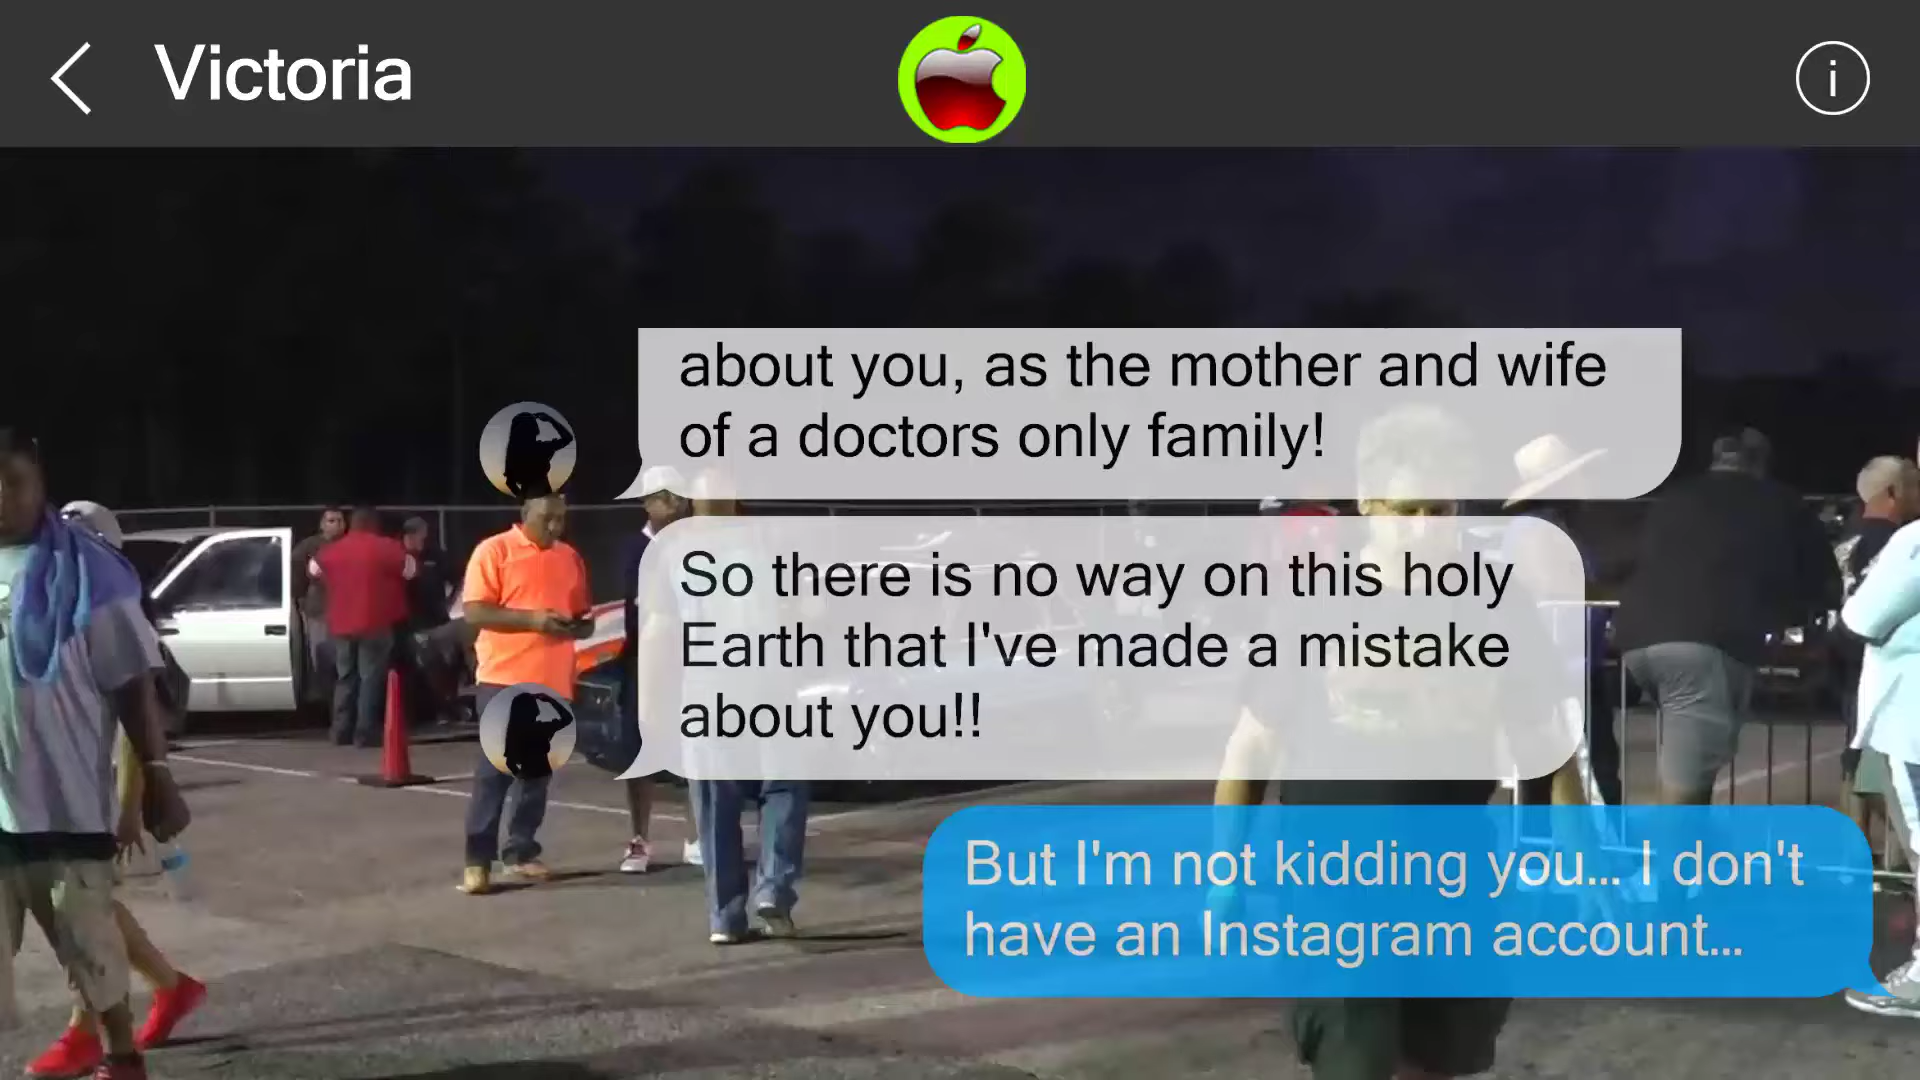 Victoria
i
about you, as the mother and wife
of a doctors only family!
So there is no way on this holy
Earth that I've made a mistake
about you!!
But I'm not kidding you... I don't
have an Instagram account...